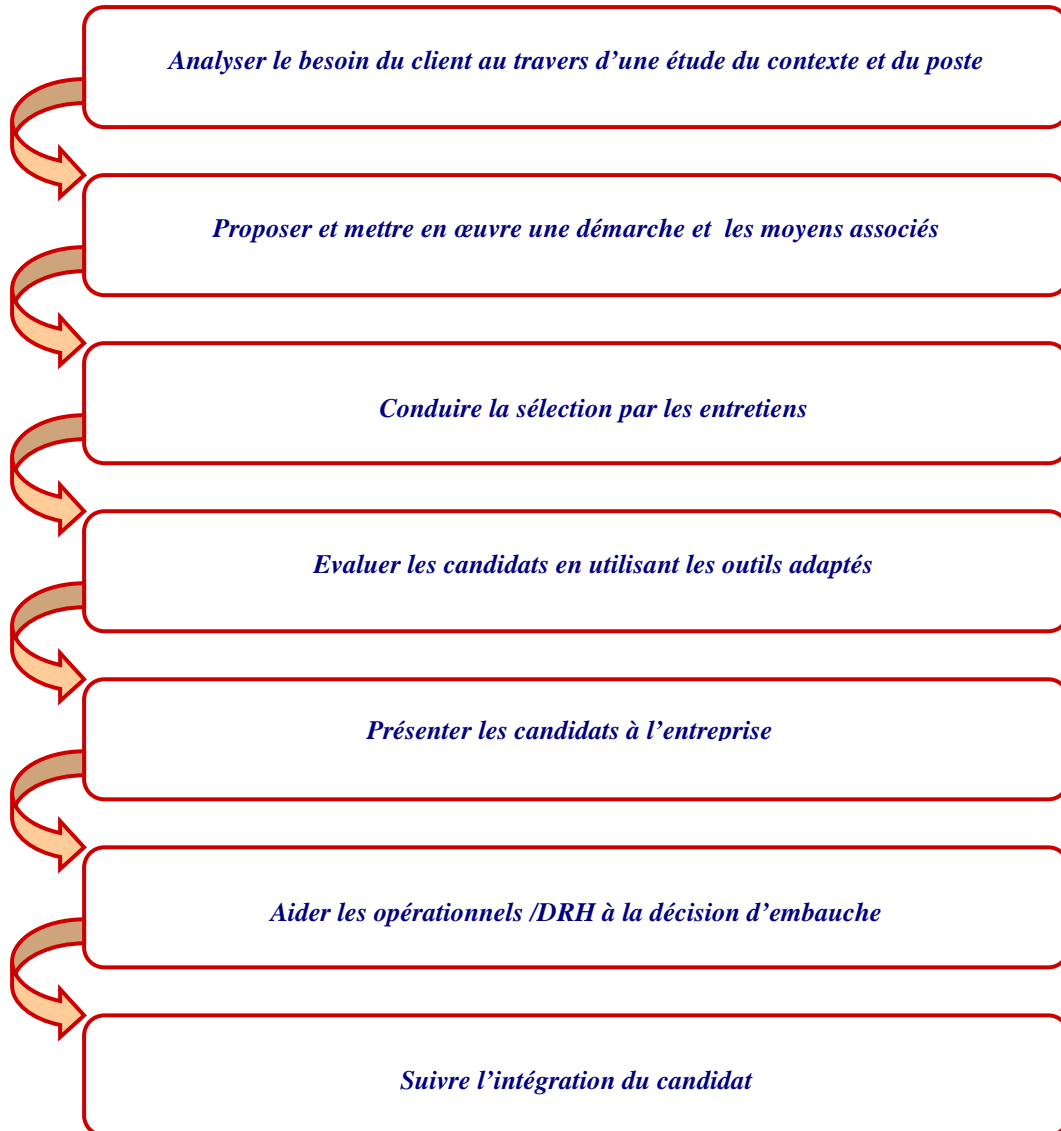 Analyser le besoin du client au travers d’une étude du contexte et du poste
Proposer et mettre en œuvre une démarche et les moyens associés
Conduire la sélection par les entretiens
Evaluer les candidats en utilisant les outils adaptés
Présenter les candidats à l’entreprise
Aider les opérationnels /DRH à la décision d’embauche
Suivre l’intégration du candidat